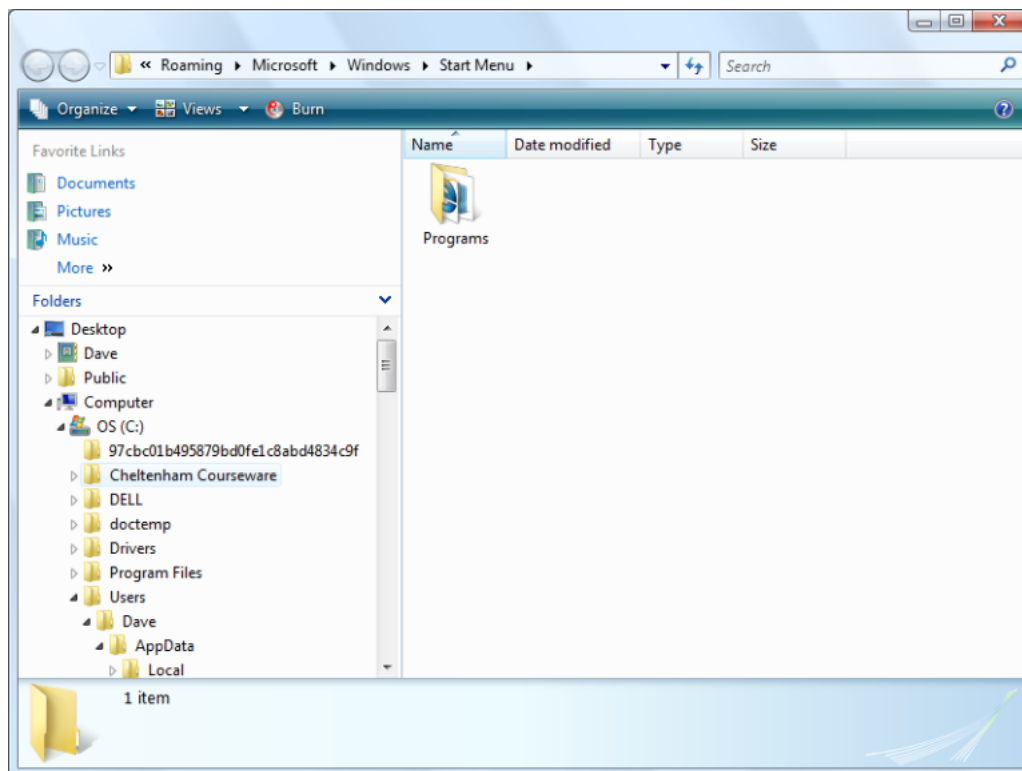 « Roaming Microsoft Windows Start Menu Search
Organize Views Burn
Favorite Links
Documents
Pictures
Music
More »
Folders
Desktop
Dave
Public
Computer
OS (C:)
97cbc01b495879bd0fe1c8abd4834c9f
Cheltenham Courseware
DELL
doctemp
Drivers
Program Files
Users
Dave
AppData
Local
Name Date modified Type Size
Programs
1 item